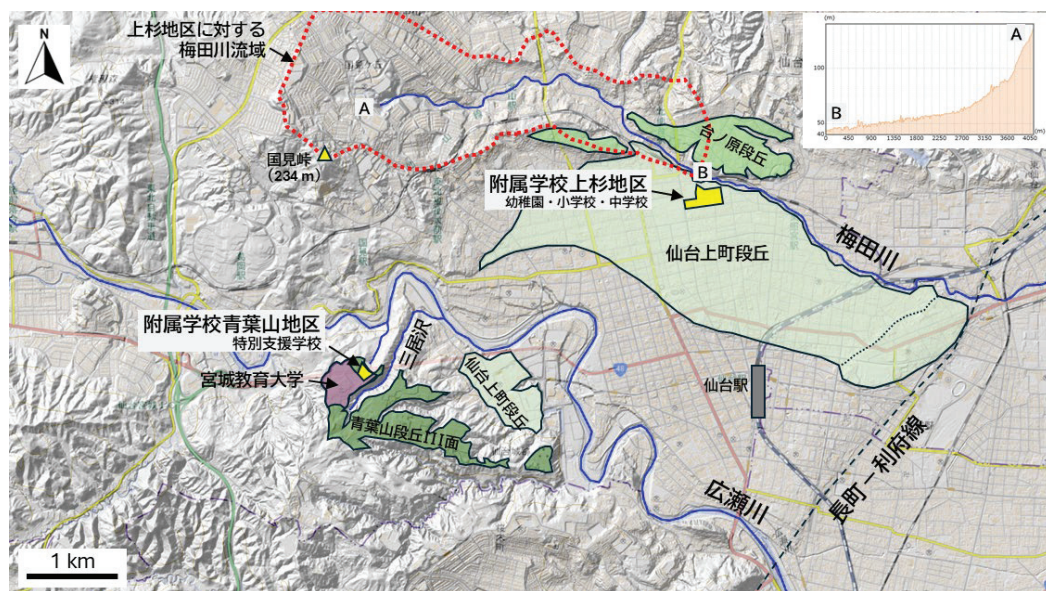 N
上杉地区に対する
梅田川流域
A
国見峠
(234 m)
台ノ原段丘
B
附属学校上杉地区
幼稚園・小学校・中学校
仙台上町段丘
梅田川
附属学校青葉山地区
特別支援学校
三居沢
宮城教育大学
仙台上町段丘
青葉山段丘III面
48
仙台駅
広瀬川
長町ー利府線
1 km
(m)
A
100
B
50
40
0 450 900 1350 1800 2250 2700 3150 3600 4050(m)